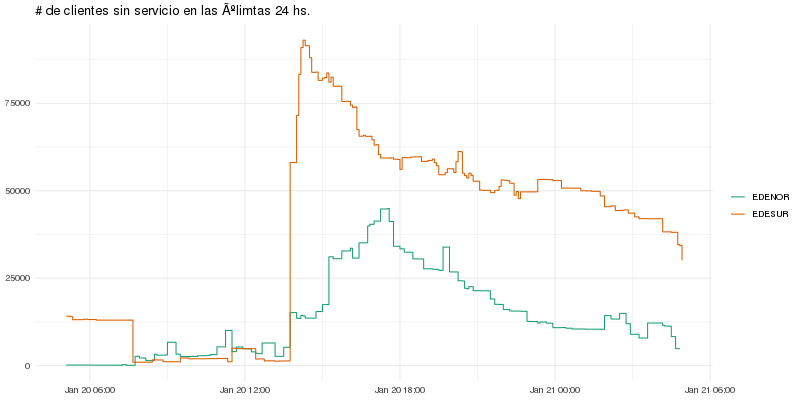 # de clientes sin servicio en las Ãºlimtas 24 hs.
75000
50000
25000
0
Jan 20 06:00
Jan 20 12:00
Jan 20 18:00
Jan 21 00:00
Jan 21 06:00
EDENOR
EDESUR